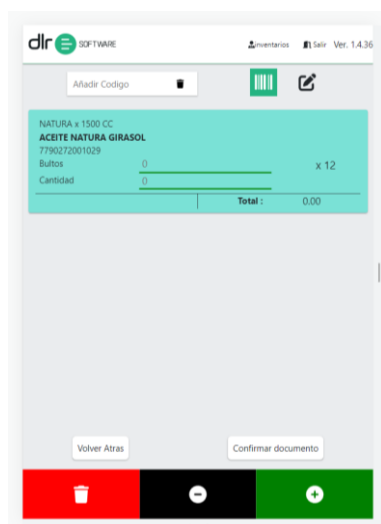 dlr SOFTWARE inventarios Salir Ver. 1.4.36
Añadir Codigo
NATURA x 1500 CC
ACEITE NATURA GIRASOL
7790272001029
Bultos 0 x 12
Cantidad 0
Total : 0.00
Volver Atras Confirmar documento